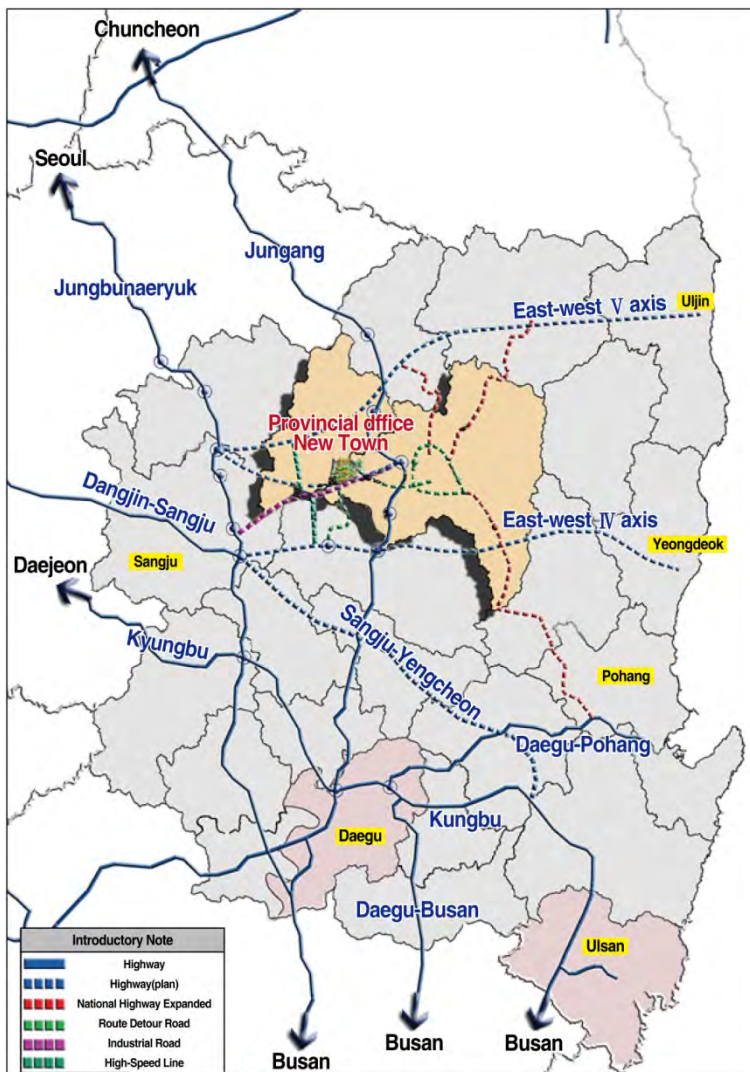 Chuncheon
Seoul
Jungang
Jungbunaeryuk
East-west Ⅴ axis
Uljin
Provincial dffice
New Town
Dangjin-Sangju
East-west Ⅳ axis
Yeongdeok
Sangju
Daejeon
Kyungbu
Sangju-Yengcheon
Pohang
Daegu-Pohang
Kungbu
Daegu
Daegu-Busan
Ulsan
Introductory Note
Highway
Highway(plan)
National Highway Expanded
Route Detour Road
Industrial Road
High-Speed Line
Busan
Busan
Busan